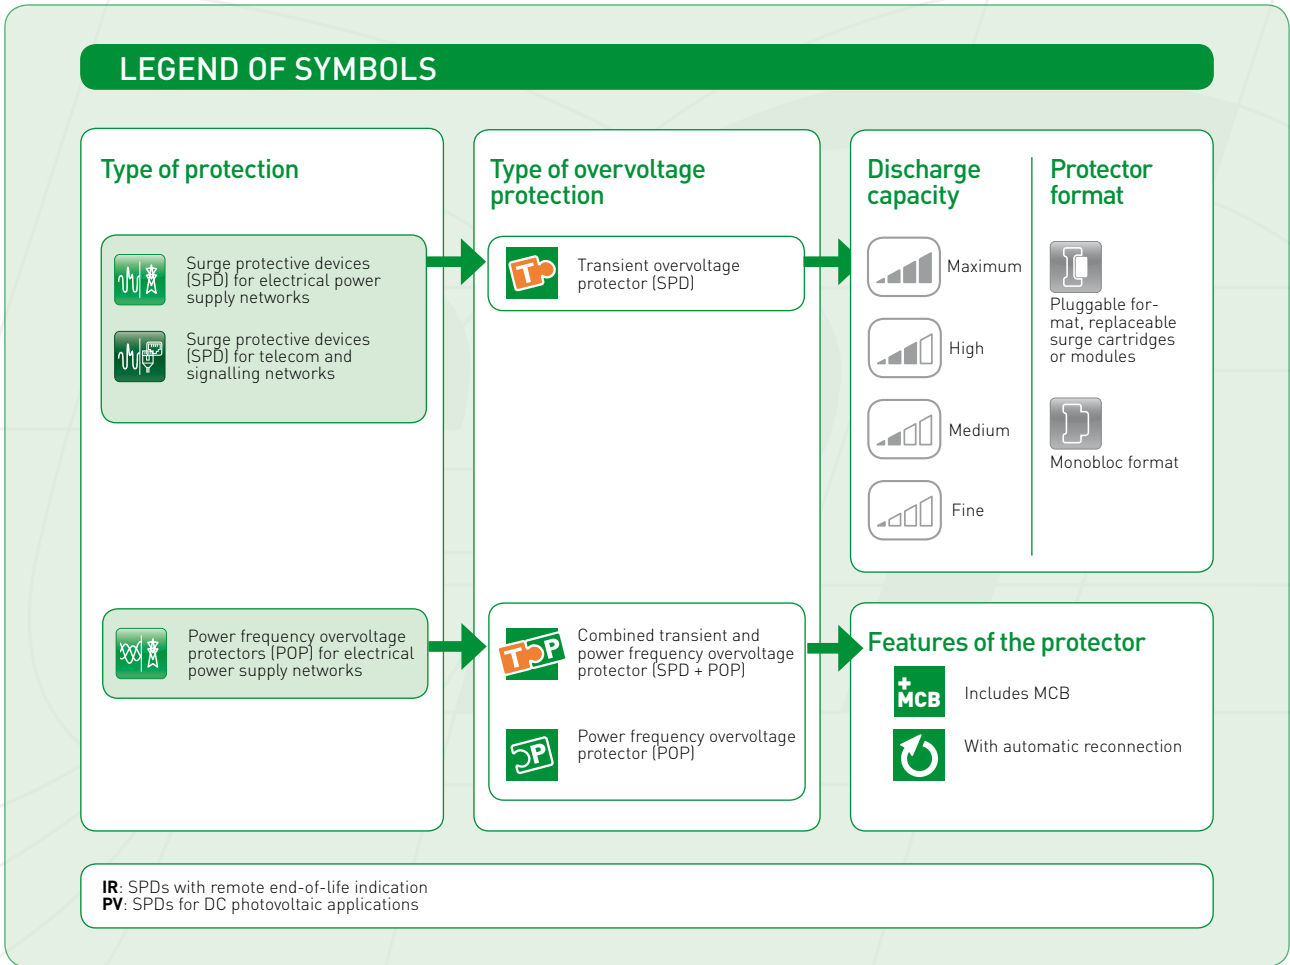 LEGEND OF SYMBOLS
Type of protection
Surge protective devices
(SPD) for electrical power
supply networks
Surge protective devices
(SPD) for telecom and
signalling networks
Power frequency overvoltage
protectors (POP) for electrical
power supply networks
Type of overvoltage
protection
T
Transient overvoltage
protector (SPD)
T P
Combined transient and
power frequency overvoltage
protector (SPD + POP)
P
Power frequency overvoltage
protector (POP)
Discharge
capacity
Maximum
High
Medium
Fine
Protector
format
Pluggable for-
mat, replaceable
surge cartridges
or modules
Monobloc format
Features of the protector
+
MCB
Includes MCB
With automatic reconnection
IR: SPDs with remote end-of-life indication
PV: SPDs for DC photovoltaic applications